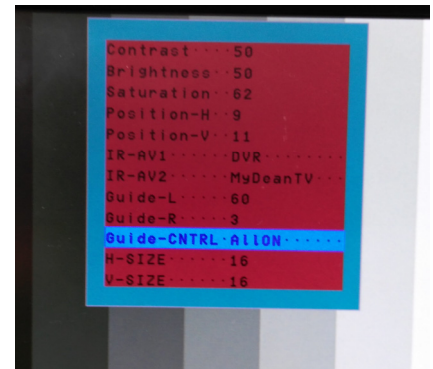 Contrast····50
Brightness··50
Saturation··62
Position-H··9
Position-V··11
IR-AV1······DVR········
IR-AV2······MyDeanTV···
Guide-L·····60
Guide-R·····3
Guide-CNTRL·AllON······
H-SIZE······16
V-SIZE······16